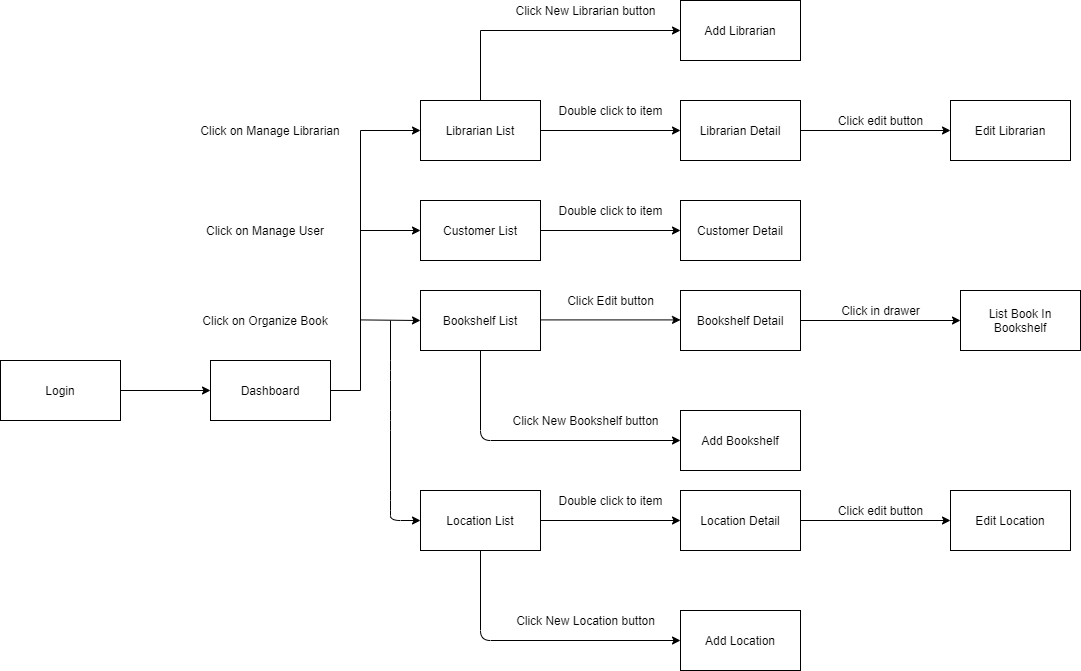 Click New Librarian button
Add Librarian
Click on Manage Librarian
Librarian List
Double click to item
Librarian Detail
Click edit button
Edit Librarian
Click on Manage User
Customer List
Double click to item
Customer Detail
Click on Organize Book
Bookshelf List
Click Edit button
Bookshelf Detail
Click in drawer
List Book In
Bookshelf
Login
Dashboard
Click New Bookshelf button
Add Bookshelf
Location List
Double click to item
Location Detail
Click edit button
Edit Location
Click New Location button
Add Location